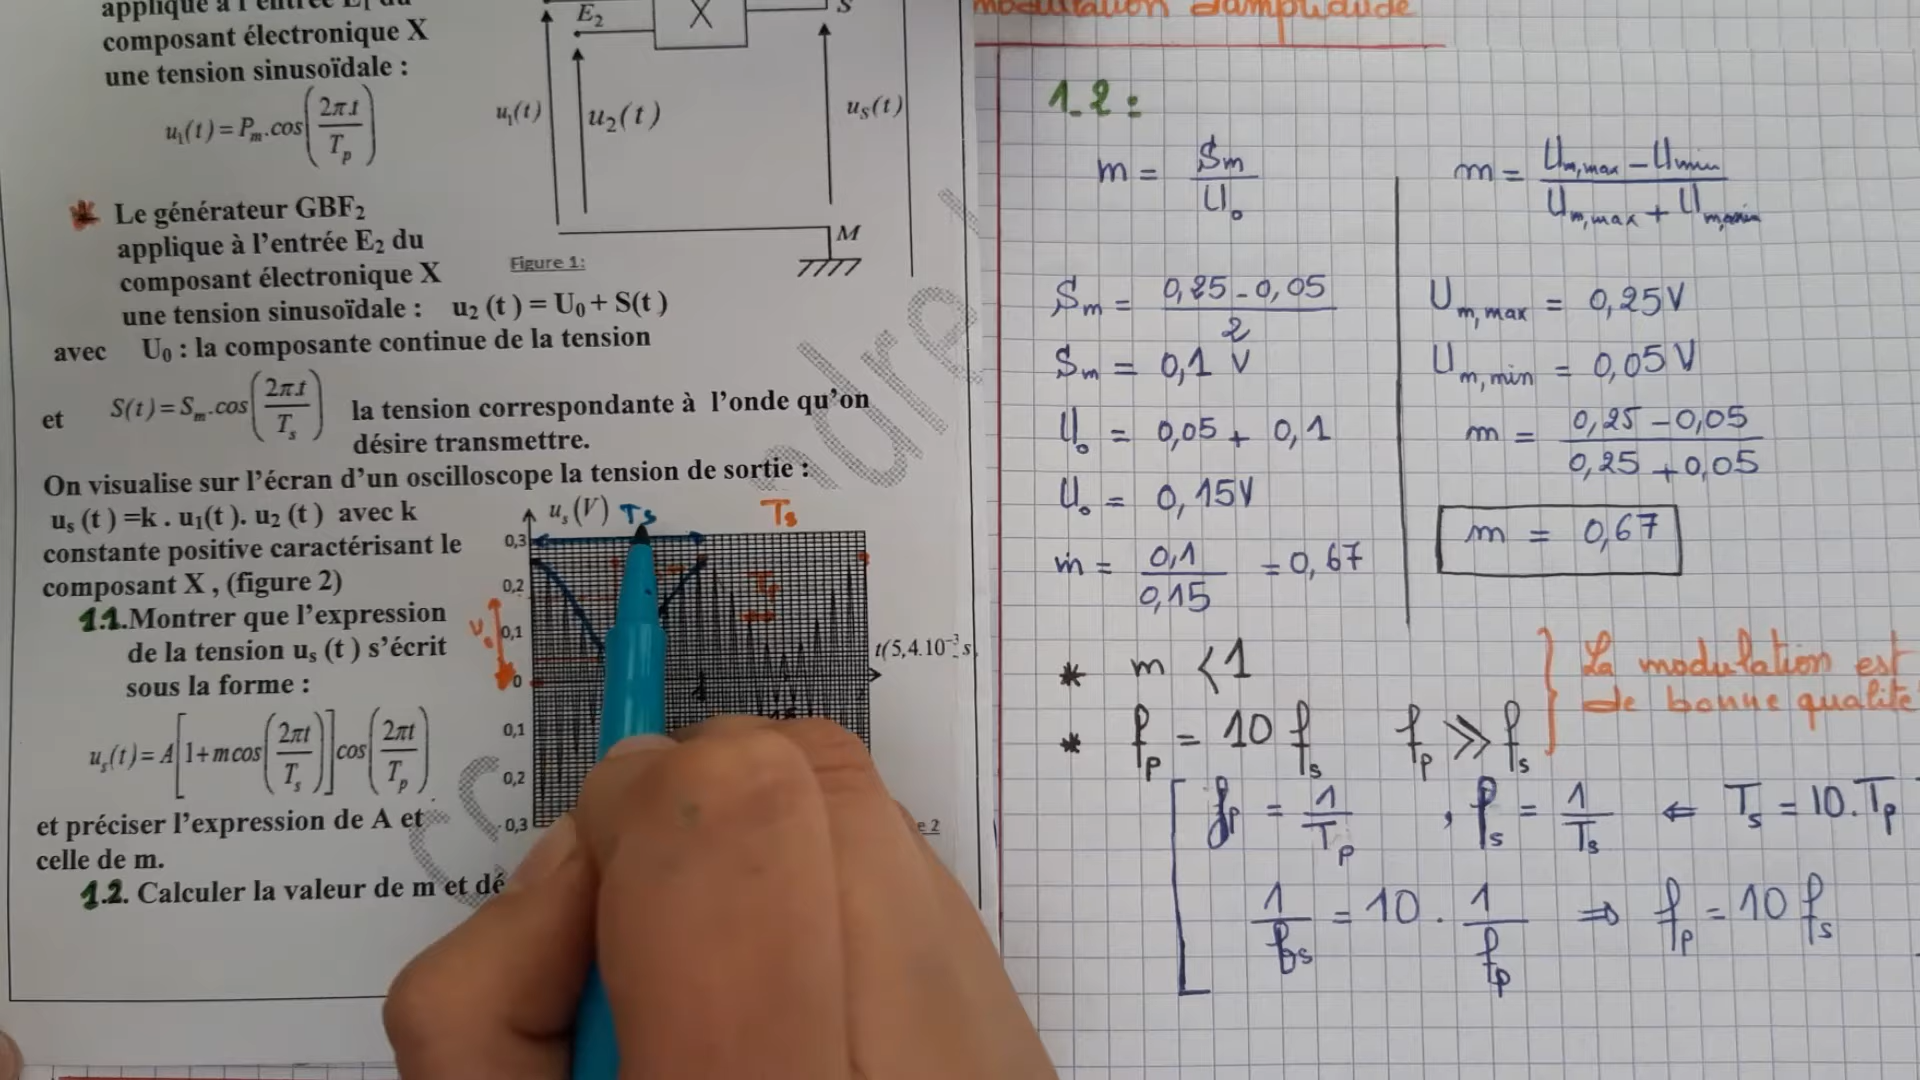 appliqué à l'entrée E₁ du
composant électronique X
une tension sinusoïdale :
u₁(t) = Pₘ.cos(2π.t/Tₚ)
Le générateur GBF₂
applique à l'entrée E₂ du
composant électronique X
une tension sinusoïdale : u₂ (t) = U₀ + S(t)
avec U₀ : la composante continue de la tension
et S(t) = Sₘ.cos(2π.t/Tₛ) la tension correspondante à l'onde qu'on
désire transmettre.
On visualise sur l'écran d'un oscilloscope la tension de sortie :
uₛ (t) =k . u₁(t). u₂ (t) avec k
constante positive caractérisant le
composant X , (figure 2)
1.1.Montrer que l'expression
de la tension uₛ (t) s'écrit
sous la forme :
uₛ(t) = A[1+m cos(2πt/Tₛ)]cos(2πt/Tₚ)
et préciser l'expression de A et
celle de m.
1.2. Calculer la valeur de m et dé
E₂
X
S
u₁(t)
u₂(t)
uₛ(t)
M
Figure 1:
uₛ(V)
Ts
Ts
0,3
0,2
0,1
0
0,1
0,2
- 0,3
t(5,4.10⁻³ s
e 2
modulation d'amplitude
1_2 :
m = Sm/U₀
Sm = (0,25 - 0,05)/2
Sm = 0,1 V
U₀ = 0,05 + 0,1
U₀ = 0,15V
m = 0,1/0,15 = 0,67
m = (Um,max - Umin)/(Um,max + Um,min)
Um,max = 0,25V
Um,min = 0,05V
m = (0,25 - 0,05)/(0,25 + 0,05)
m = 0,67
* m < 1
* fp = 10 fs fp >> fs
La modulation est
de bonne qualité
fp = 1/Tp , fs = 1/Ts ⇐ Ts = 10.Tp
1/fs = 10 . 1/fp ⇒ fp = 10 fs